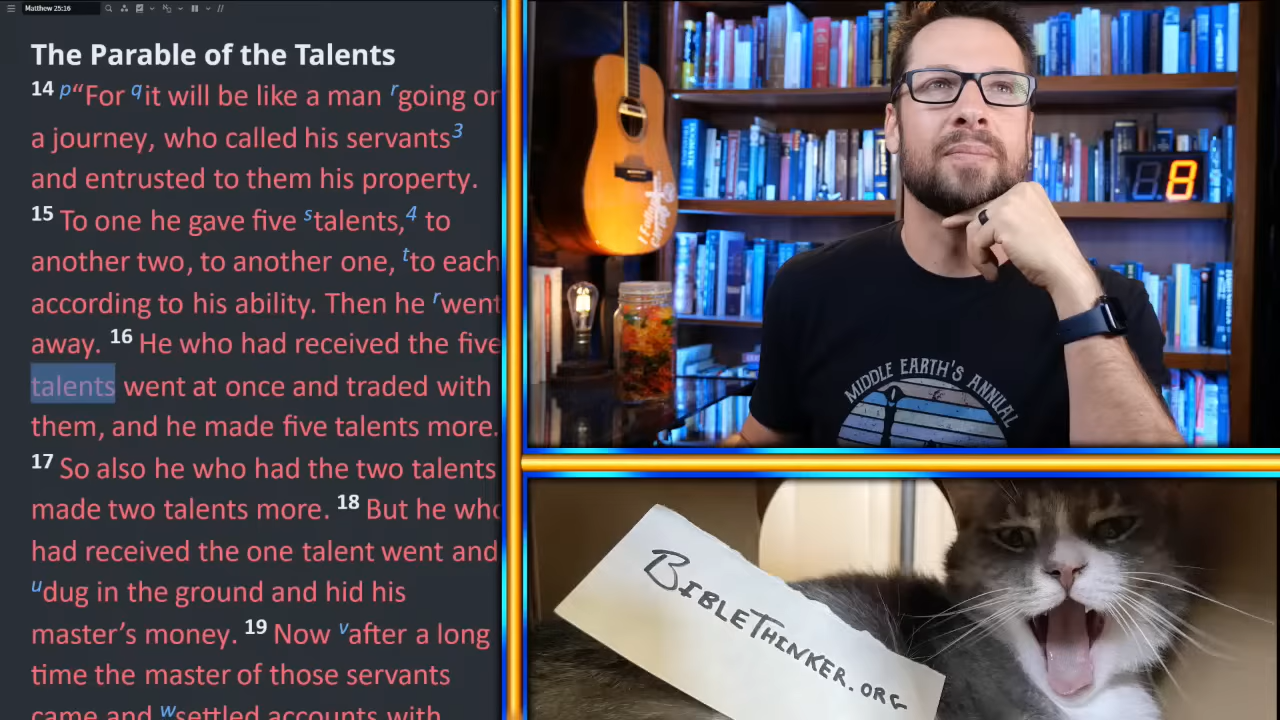 Matthew 25:16
The Parable of the Talents
14 p“For q it will be like a man r going on
a journey, who called his servants3
and entrusted to them his property.
15 To one he gave five s talents,4 to
another two, to another one, t to each
according to his ability. Then he r went
away. 16 He who had received the five
talents went at once and traded with
them, and he made five talents more.
17 So also he who had the two talents
made two talents more. 18 But he who
had received the one talent went and
u dug in the ground and hid his
master’s money. 19 Now v after a long
time the master of those servants
came and w settled accounts with
8
MIDDLE EARTH'S ANNUAL
BIBLETHINKER.ORG